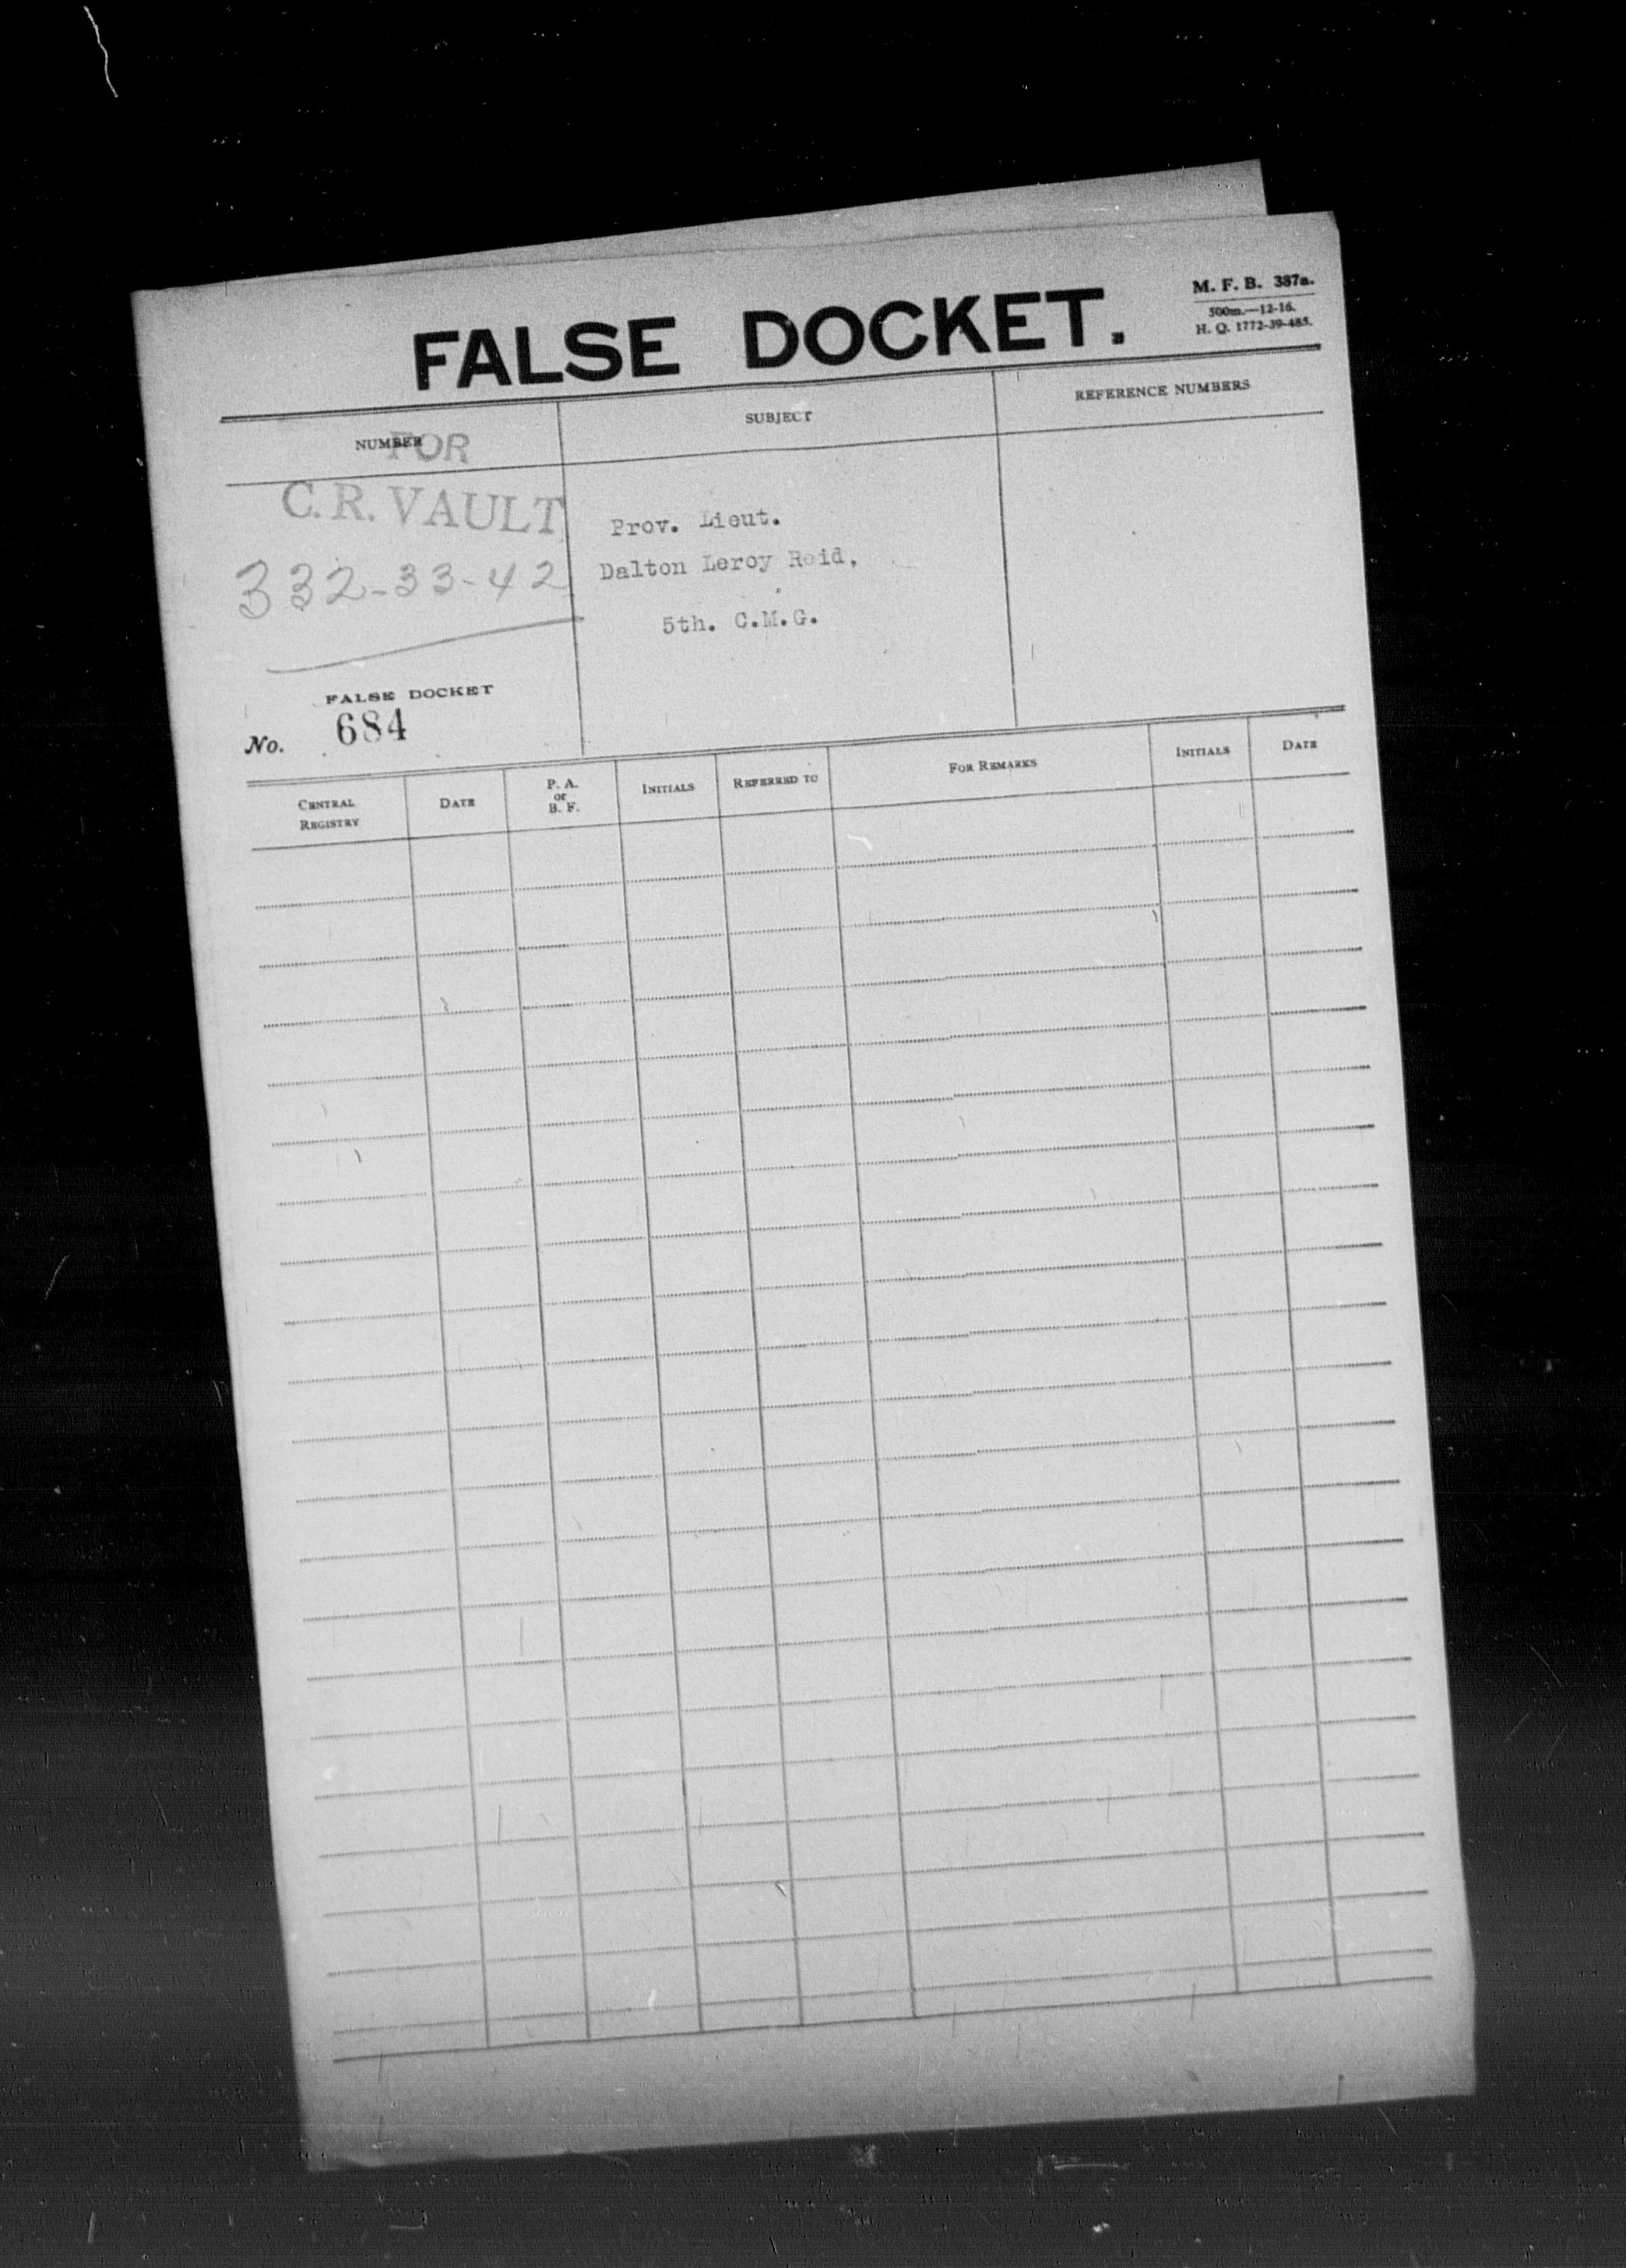 FALSE DOCKET.
M. F. B. 387a.
500m.—12-16.
H. Q. 1772-39-485.
NUMBER
SUBJECT
REFERENCE NUMBERS
FOR
C. R. VAULT
332-33-42
Prov. Lieut.
Dalton Leroy Reid,
5th. C.M.G.
FALSE DOCKET
No. 684
CENTRAL REGISTRY
DATE
P. A. or B. F.
INITIALS
REFERRED TO
FOR REMARKS
INITIALS
DATE